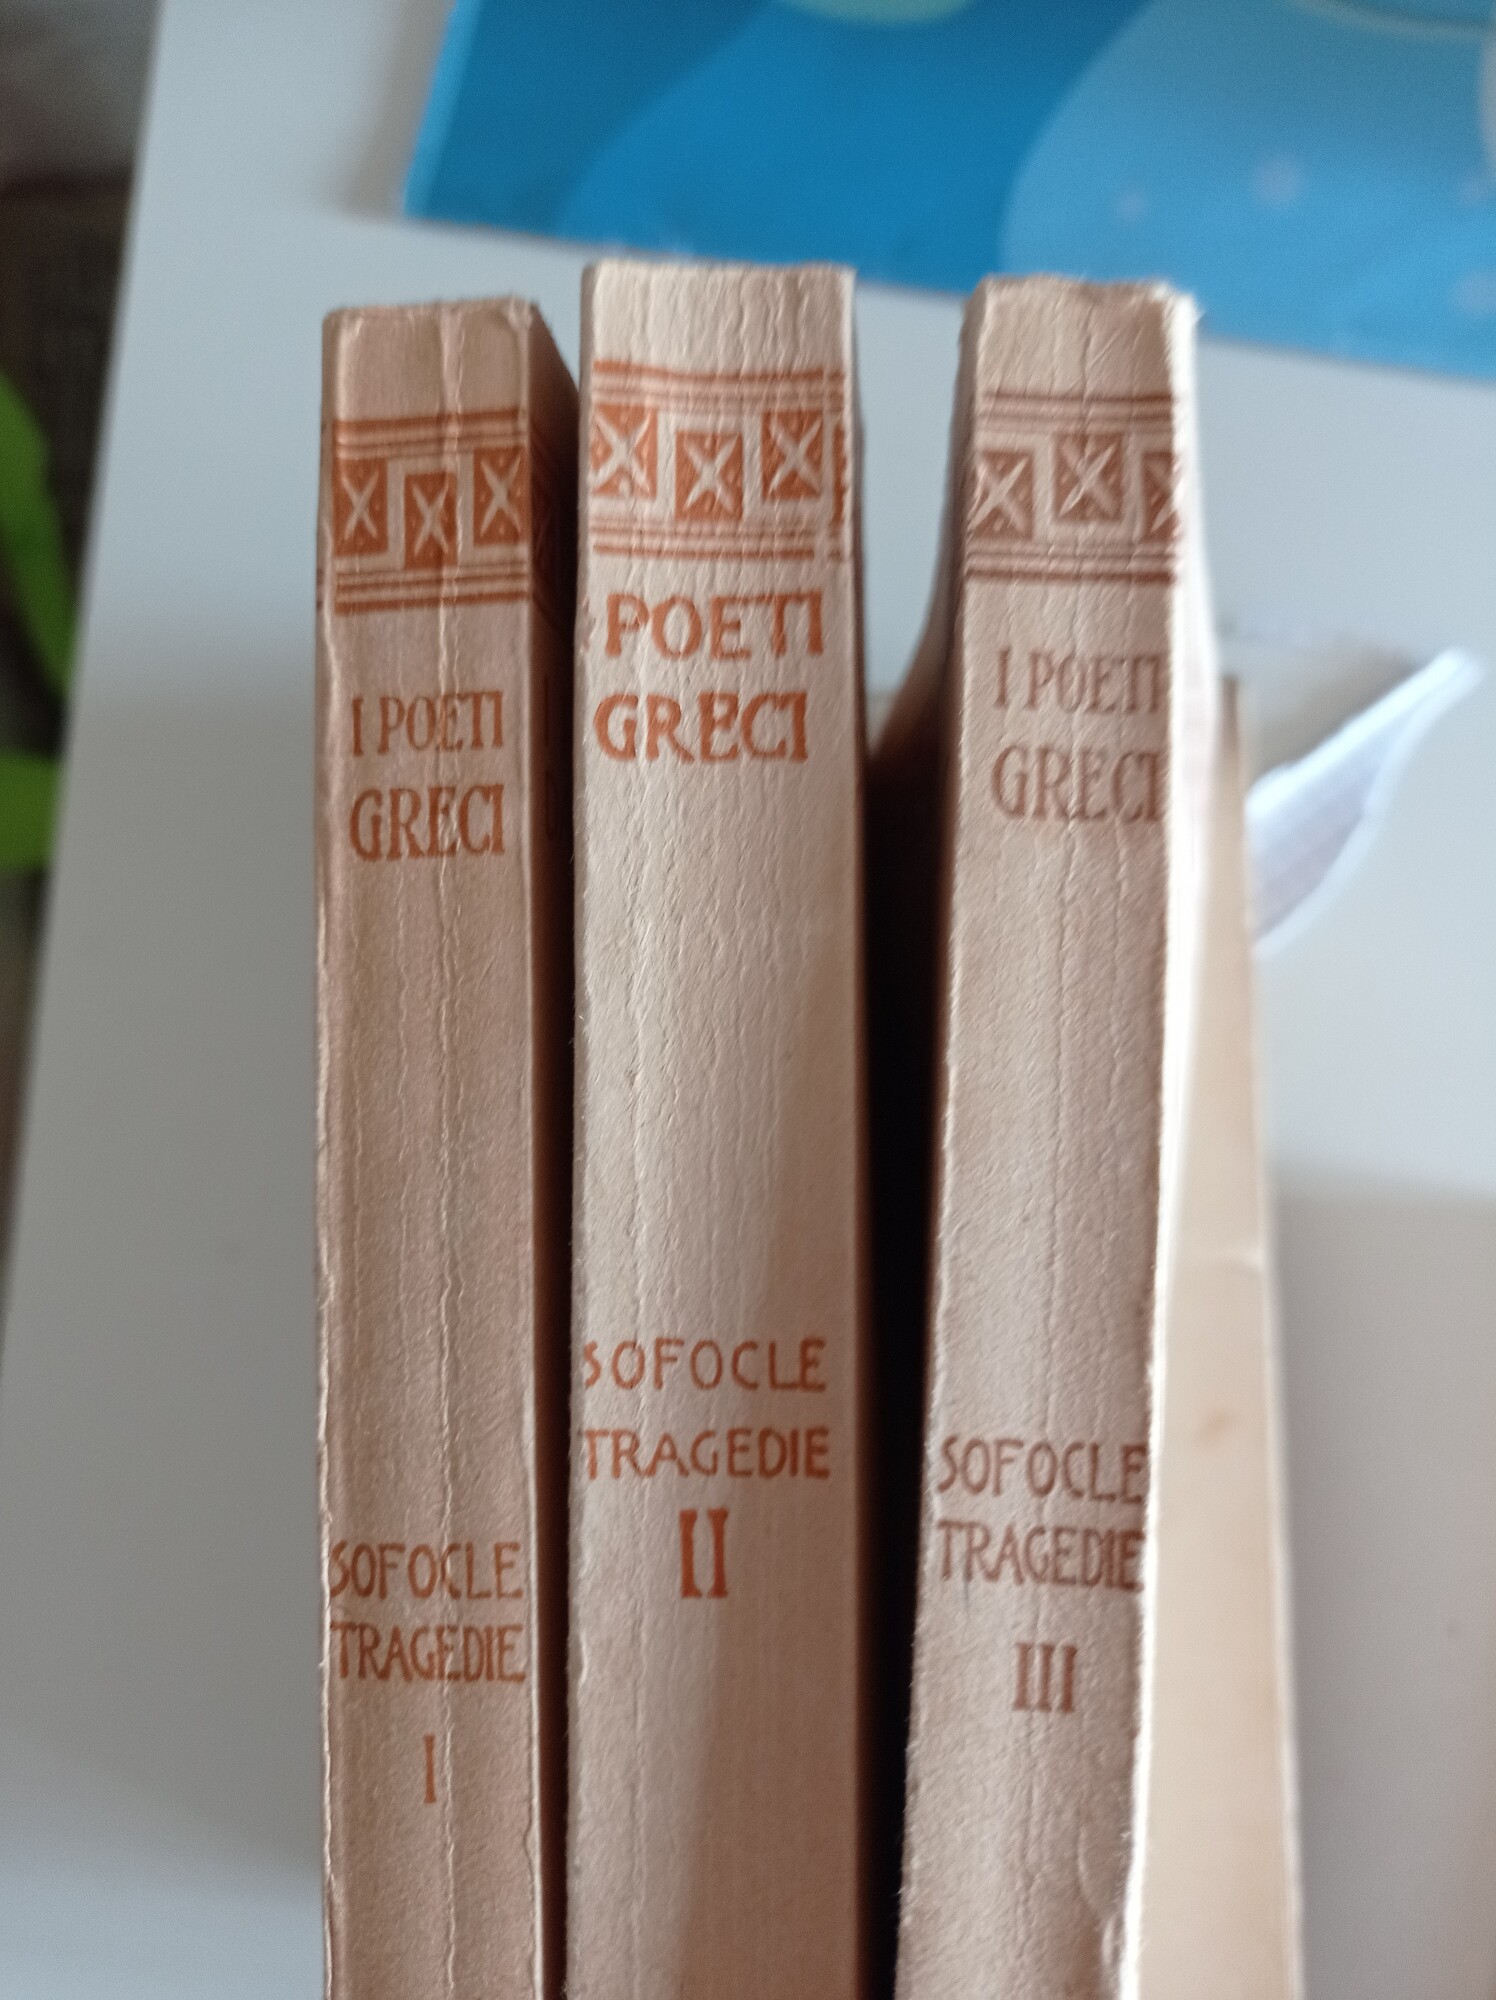 I POETI
GRECI
SOFOCLE
TRAGEDIE
I
POETI
GRECI
SOFOCLE
TRAGEDIE
II
I POETI
GRECI
SOFOCLE
TRAGEDIE
III